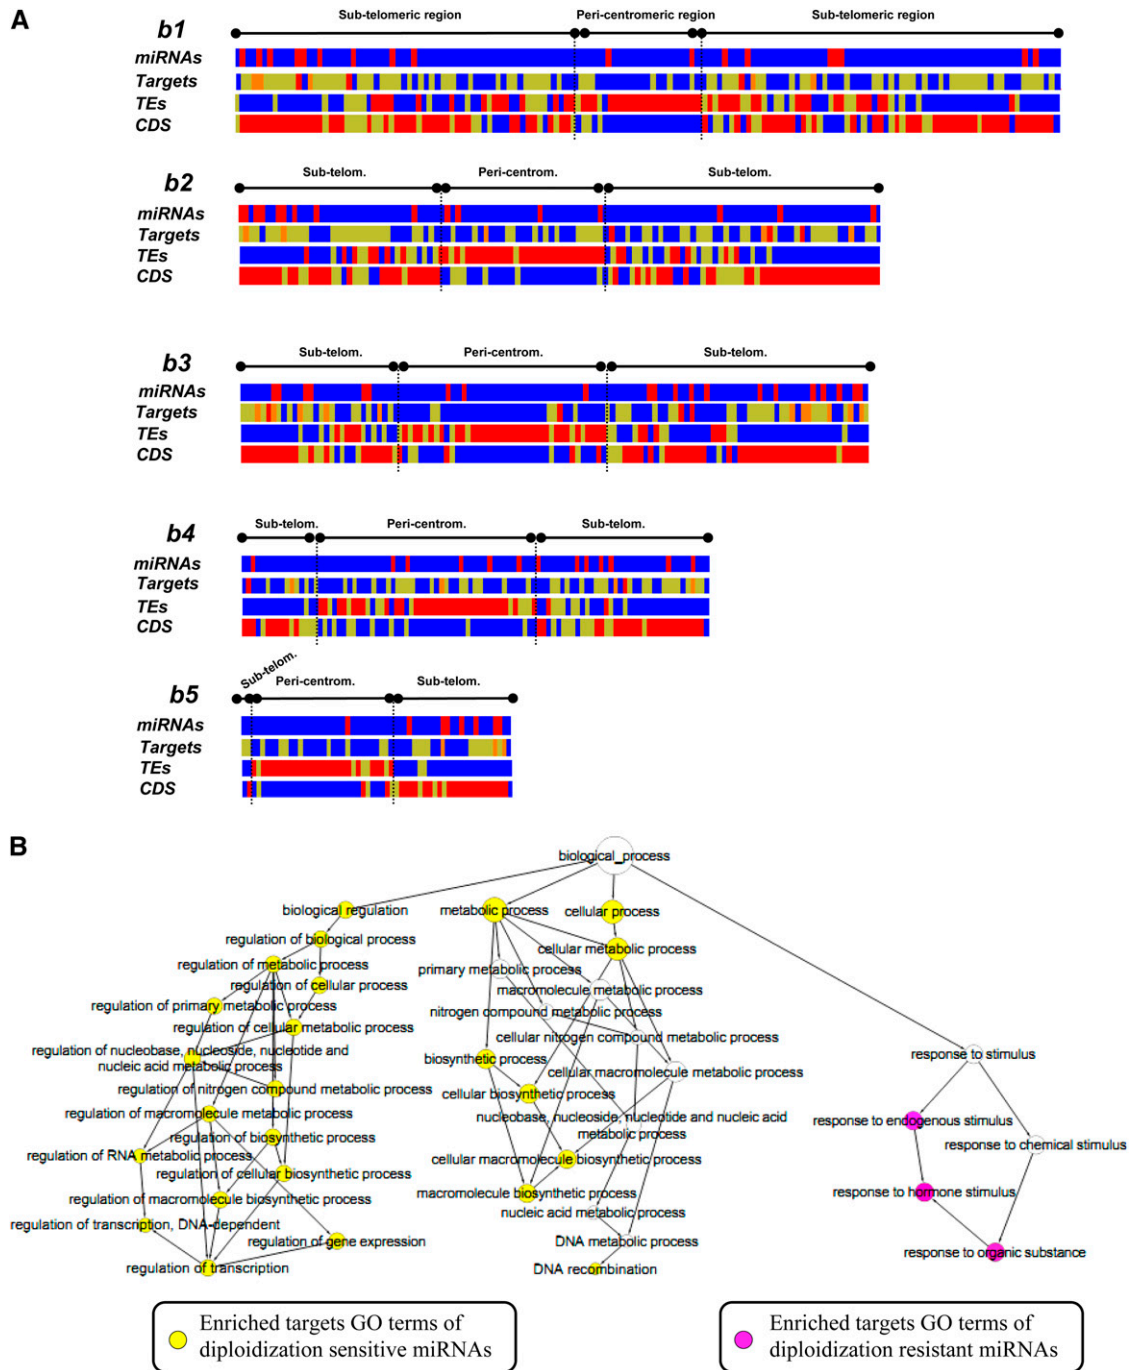 A
b1
Sub-telomeric region
Peri-centromeric region
Sub-telomeric region
miRNAs
Targets
TEs
CDS
b2
Sub-telom.
Peri-centrom.
Sub-telom.
miRNAs
Targets
TEs
CDS
b3
Sub-telom.
Peri-centrom.
Sub-telom.
miRNAs
Targets
TEs
CDS
b4
Sub-telom.
Peri-centrom.
Sub-telom.
miRNAs
Targets
TEs
CDS
b5
Sub-telom.
Peri-centrom.
Sub-telom.
miRNAs
Targets
TEs
CDS
B
biological_process
biological regulation
metabolic process
cellular process
regulation of biological process
cellular metabolic process
regulation of metabolic process
primary metabolic process
regulation of cellular process
macromolecule metabolic process
regulation of primary metabolic process
nitrogen compound metabolic process
regulation of cellular metabolic process
cellular nitrogen compound metabolic process
regulation of nucleobase, nucleoside, nucleotide and
nucleic acid metabolic process
biosynthetic process
response to stimulus
cellular macromolecule metabolic process
regulation of nitrogen compound metabolic process
cellular biosynthetic process
regulation of macromolecule metabolic process
nucleobase, nucleoside, nucleotide and nucleic acid
metabolic process
response to endogenous stimulus
regulation of biosynthetic process
response to chemical stimulus
regulation of RNA metabolic process
cellular macromolecule biosynthetic process
regulation of cellular biosynthetic process
macromolecule biosynthetic process
response to hormone stimulus
regulation of macromolecule biosynthetic process
nucleic acid metabolic process
regulation of transcription, DNA-dependent
regulation of gene expression
DNA metabolic process
response to organic substance
regulation of transcription
DNA recombination
Enriched targets GO terms of
diploidization sensitive miRNAs
Enriched targets GO terms of
diploidization resistant miRNAs